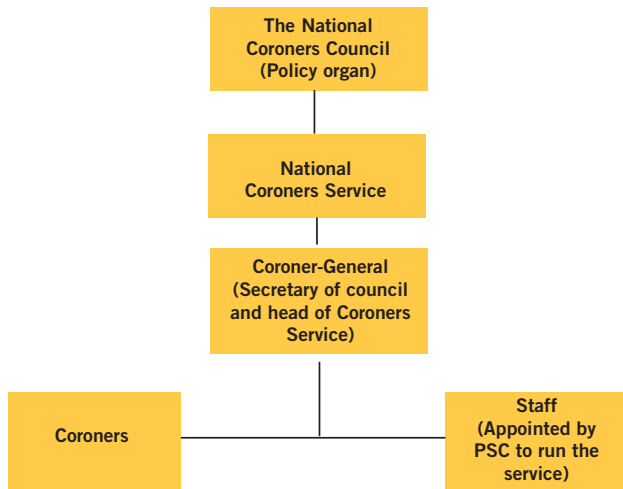 The National
Coroners Council
(Policy organ)
National
Coroners Service
Coroner-General
(Secretary of council
and head of Coroners
Service)
Coroners
Staff
(Appointed by
PSC to run the
service)